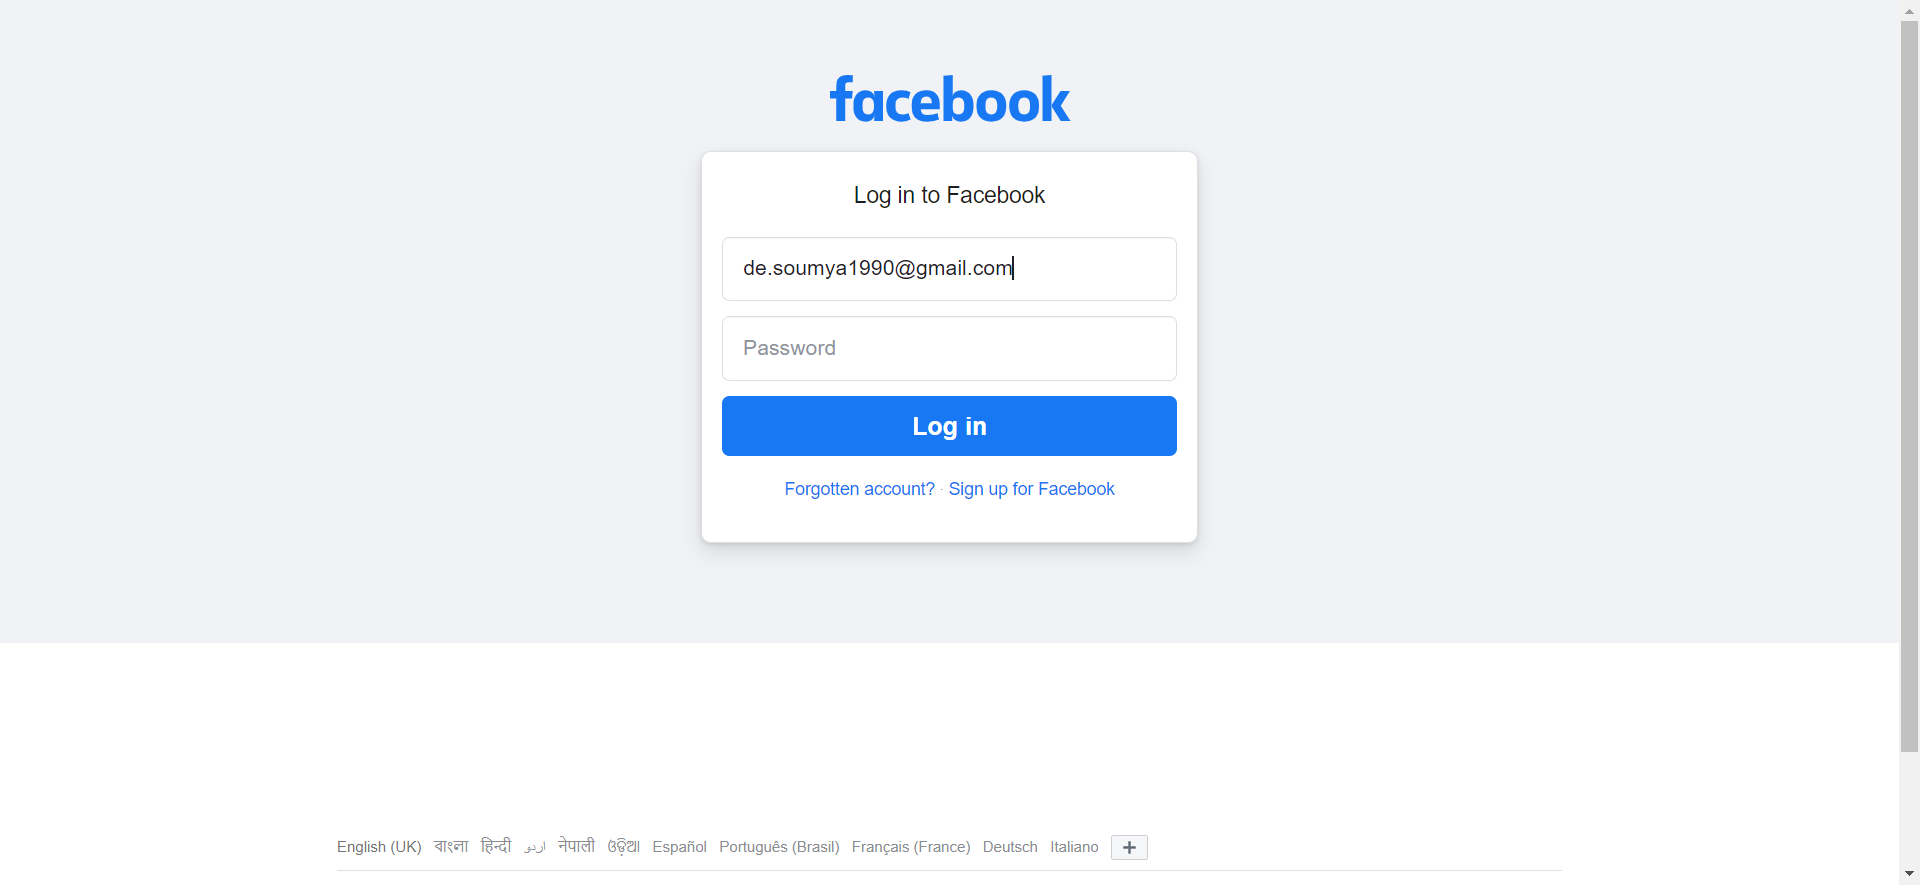 facebook
Log in to Facebook
de.soumya1990@gmail.com
Password
Log in
Forgotten account? · Sign up for Facebook
English (UK) বাংলা हिन्दी اردو नेपाली ଓଡ଼ିଆ Español Português (Brasil) Français (France) Deutsch Italiano +